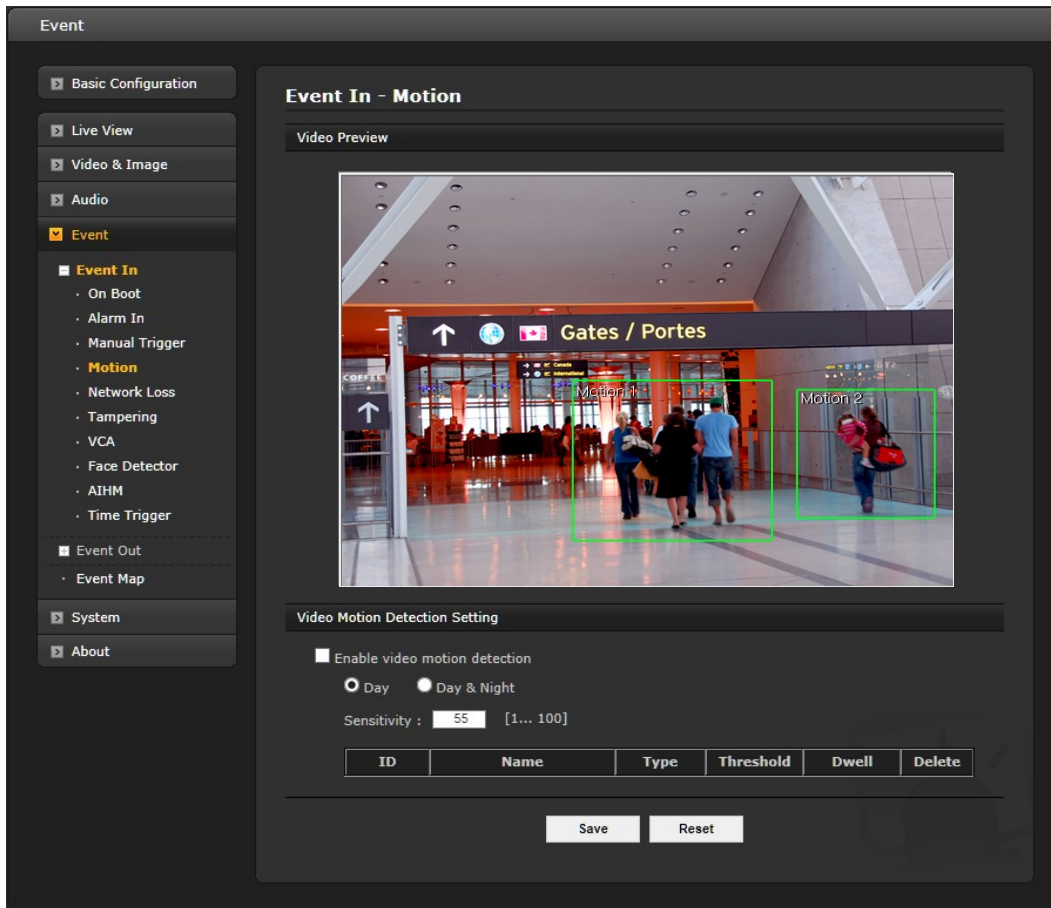 Event
Basic Configuration
Live View
Video & Image
Audio
Event
Event In
On Boot
Alarm In
Manual Trigger
Motion
Network Loss
Tampering
VCA
Face Detector
AIHM
Time Trigger
Event Out
Event Map
System
About
Event In - Motion
Video Preview
Gates / Portes
Canada
International
COFFEE
Motion 1
Motion 2
Video Motion Detection Setting
Enable video motion detection
Day Day & Night
Sensitivity : 55 [1... 100]
ID Name Type Threshold Dwell Delete
Save Reset